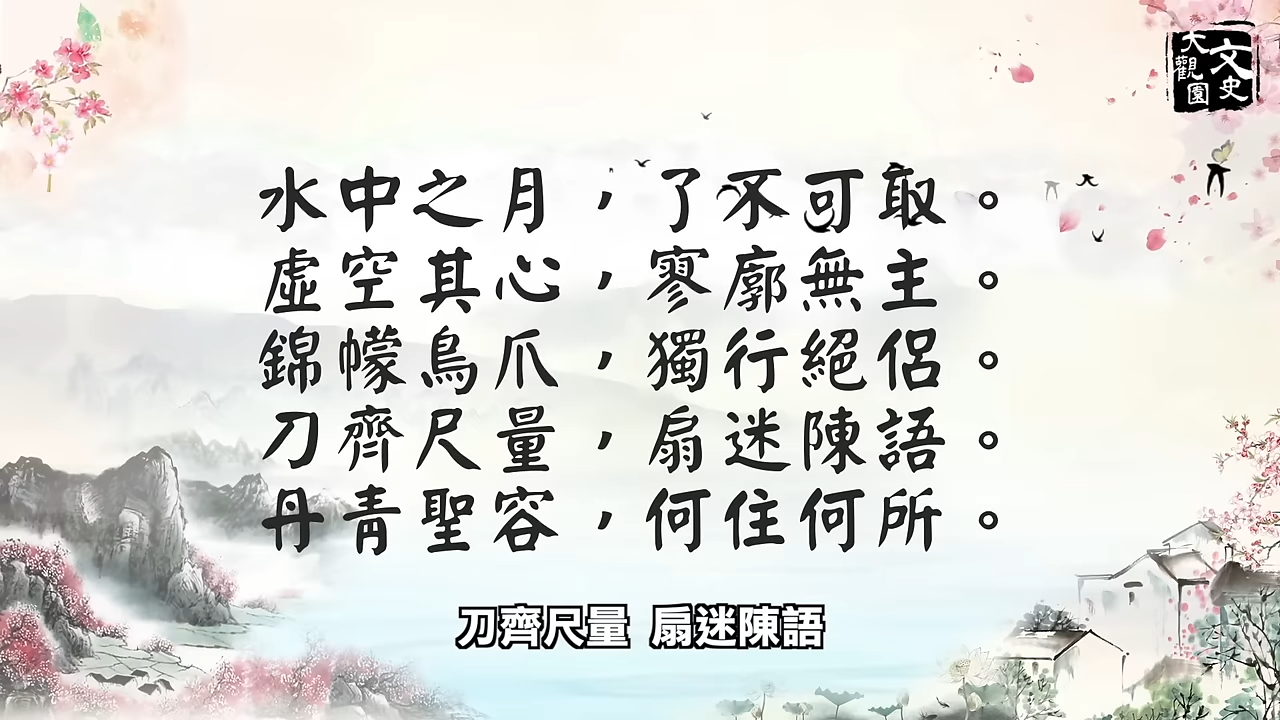 文史
大觀園
水中之月，了不可取。
虛空其心，寥廓無主。
錦幪鳥爪，獨行絕侶。
刀齊尺量，扇迷陳語。
丹青聖容，何住何所。
刀齊尺量 扇迷陳語